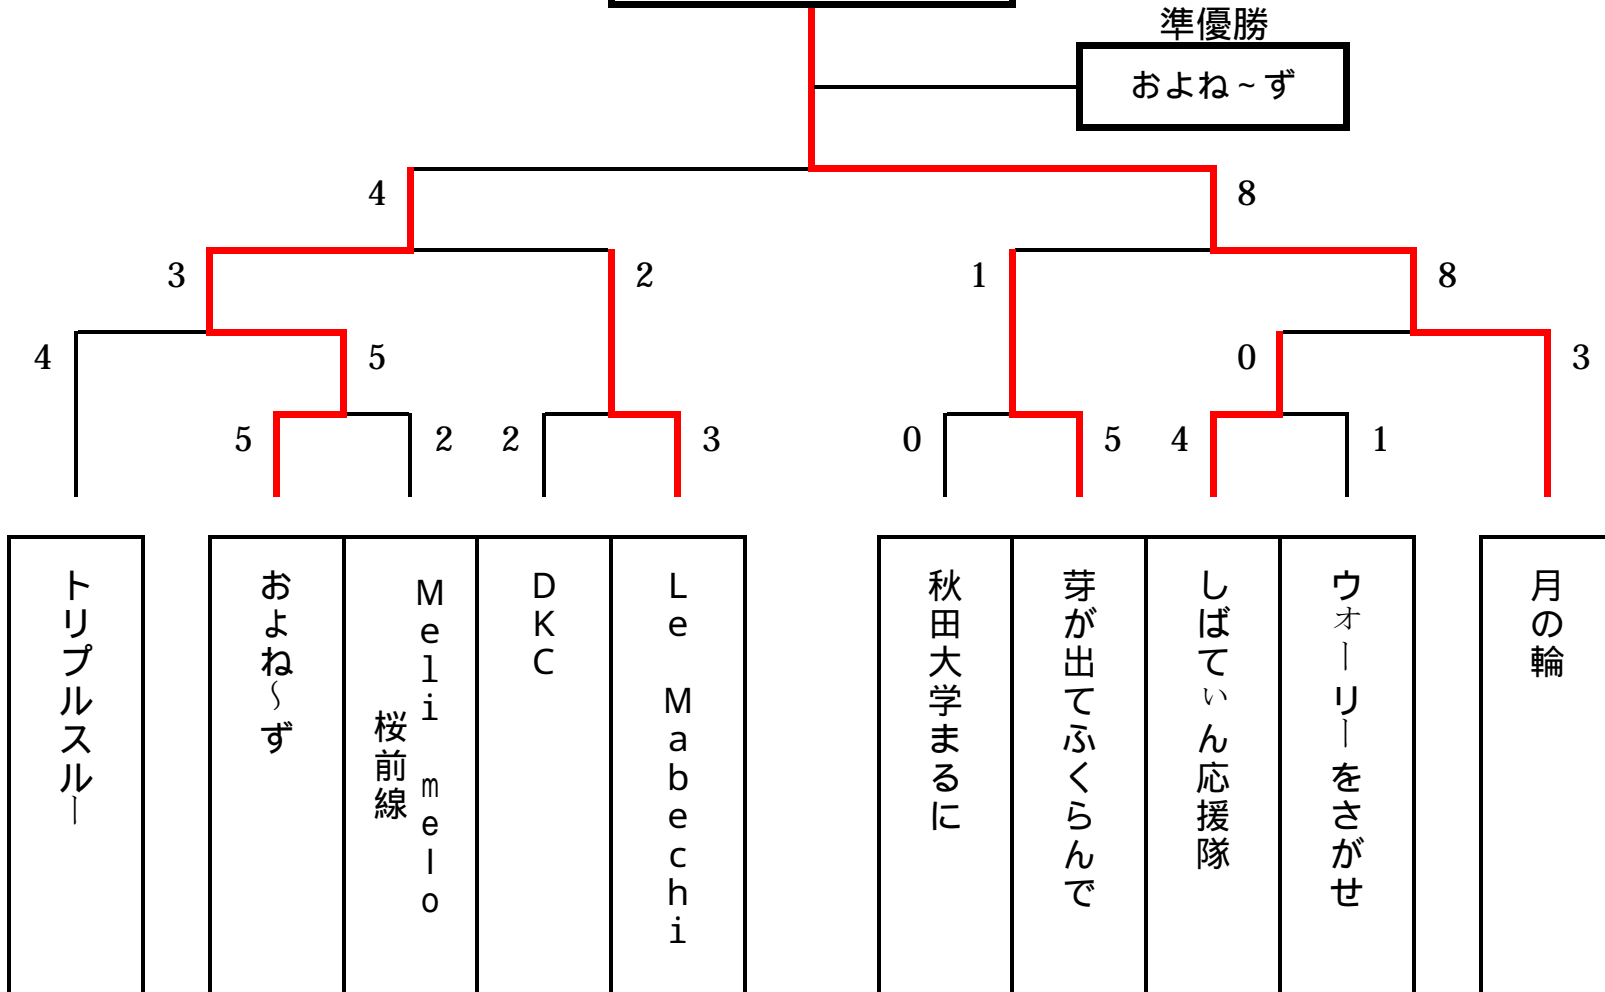 準優勝
およね～ず
4
8
3
2
1
8
4
5
0
3
5
2
2
3
0
5
4
1
トリプルスルー
およね～ず
Meli melo
桜前線
DKC
Le Mabechi
秋田大学まるに
芽が出てふくらんで
しばてぃん応援隊
ウォーリーをさがせ
月の輪